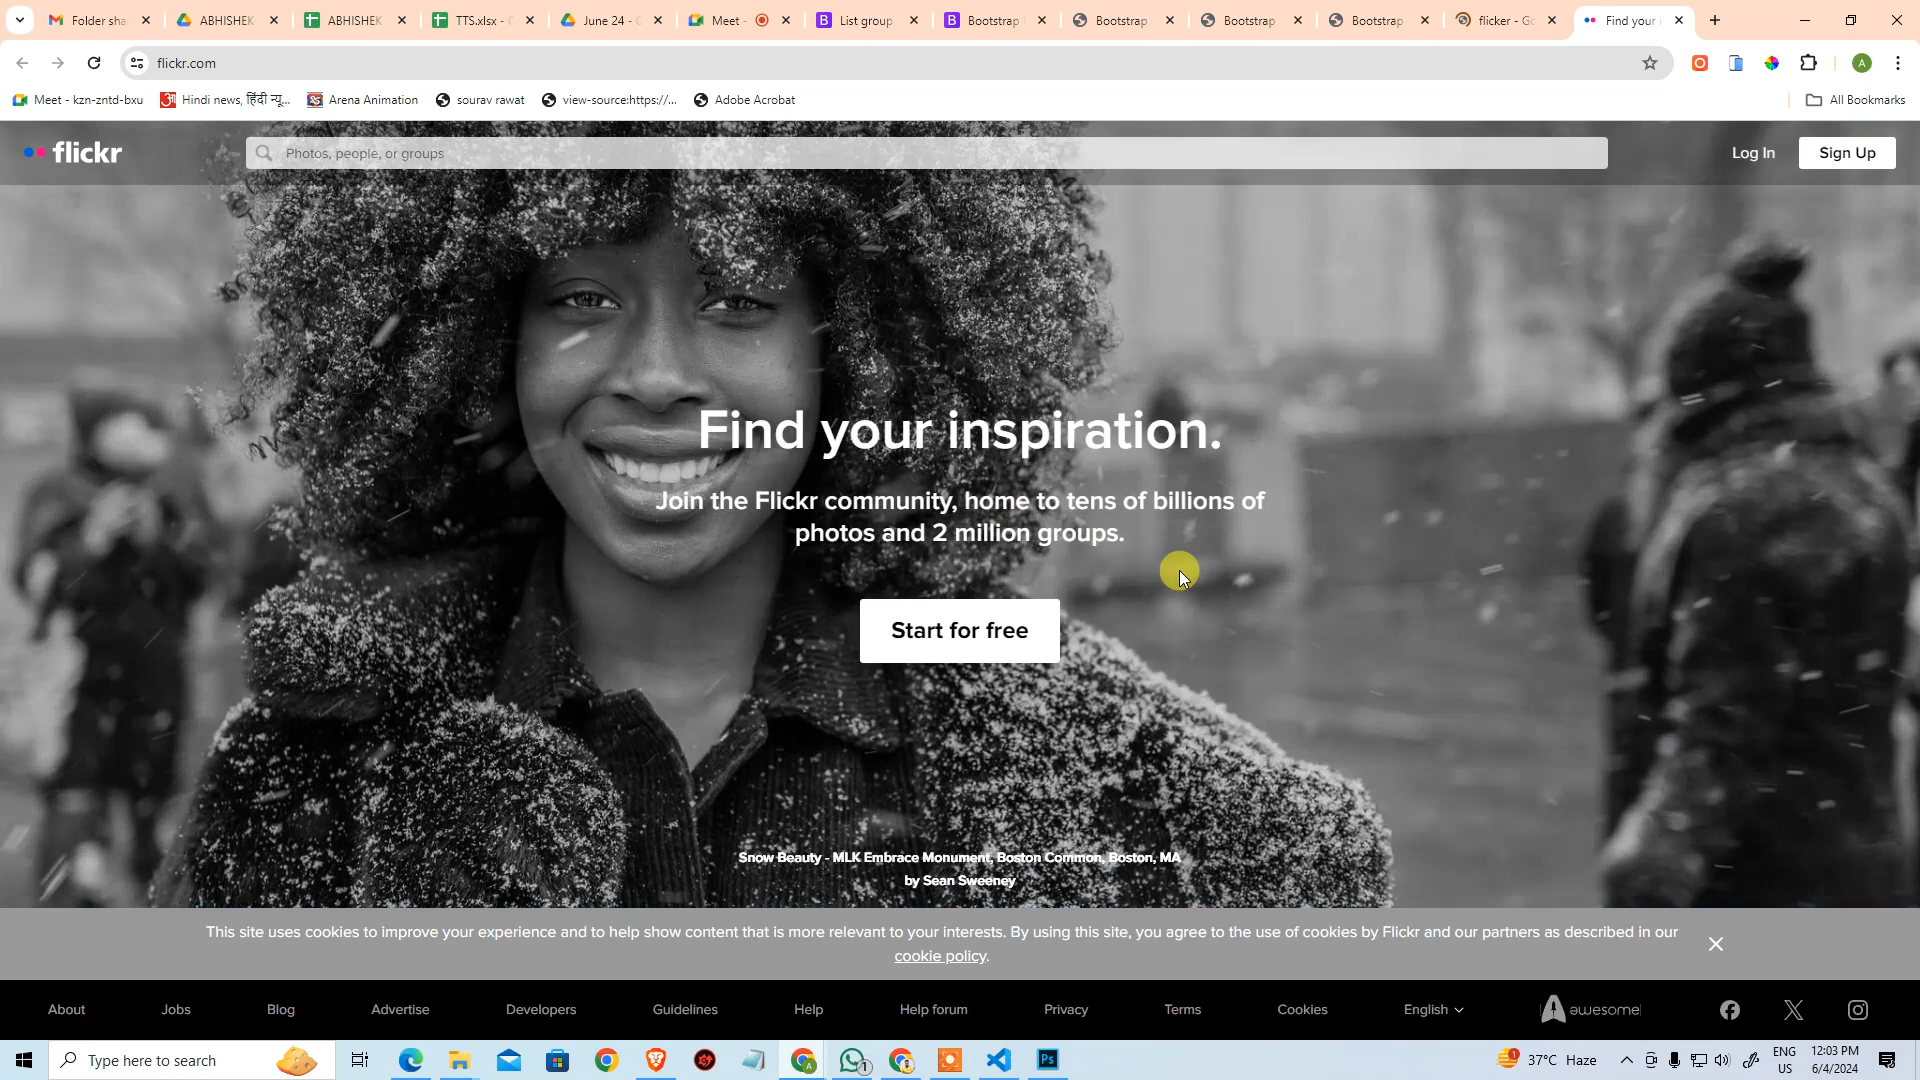 Folder sha
ABHISHEK
ABHISHEK
TTS.xlsx - G
June 24 - G
Meet -
List group
Bootstrap
Bootstrap
Bootstrap
Bootstrap
flicker - Go
Find your i
flickr.com
Meet - kzn-zntd-bxu
Hindi news, हिंदी न्यू...
Arena Animation
sourav rawat
view-source:https://...
Adobe Acrobat
All Bookmarks
flickr
Photos, people, or groups
Log In
Sign Up
Find your inspiration.
Join the Flickr community, home to tens of billions of
photos and 2 million groups.
Start for free
Snow Beauty - MLK Embrace Monument, Boston Common, Boston, MA
by Sean Sweeney
This site uses cookies to improve your experience and to help show content that is more relevant to your interests. By using this site, you agree to the use of cookies by Flickr and our partners as described in our
cookie policy.
About
Jobs
Blog
Advertise
Developers
Guidelines
Help
Help forum
Privacy
Terms
Cookies
English
awesome
Type here to search
37°C Haze
ENG
US
12:03 PM
6/4/2024